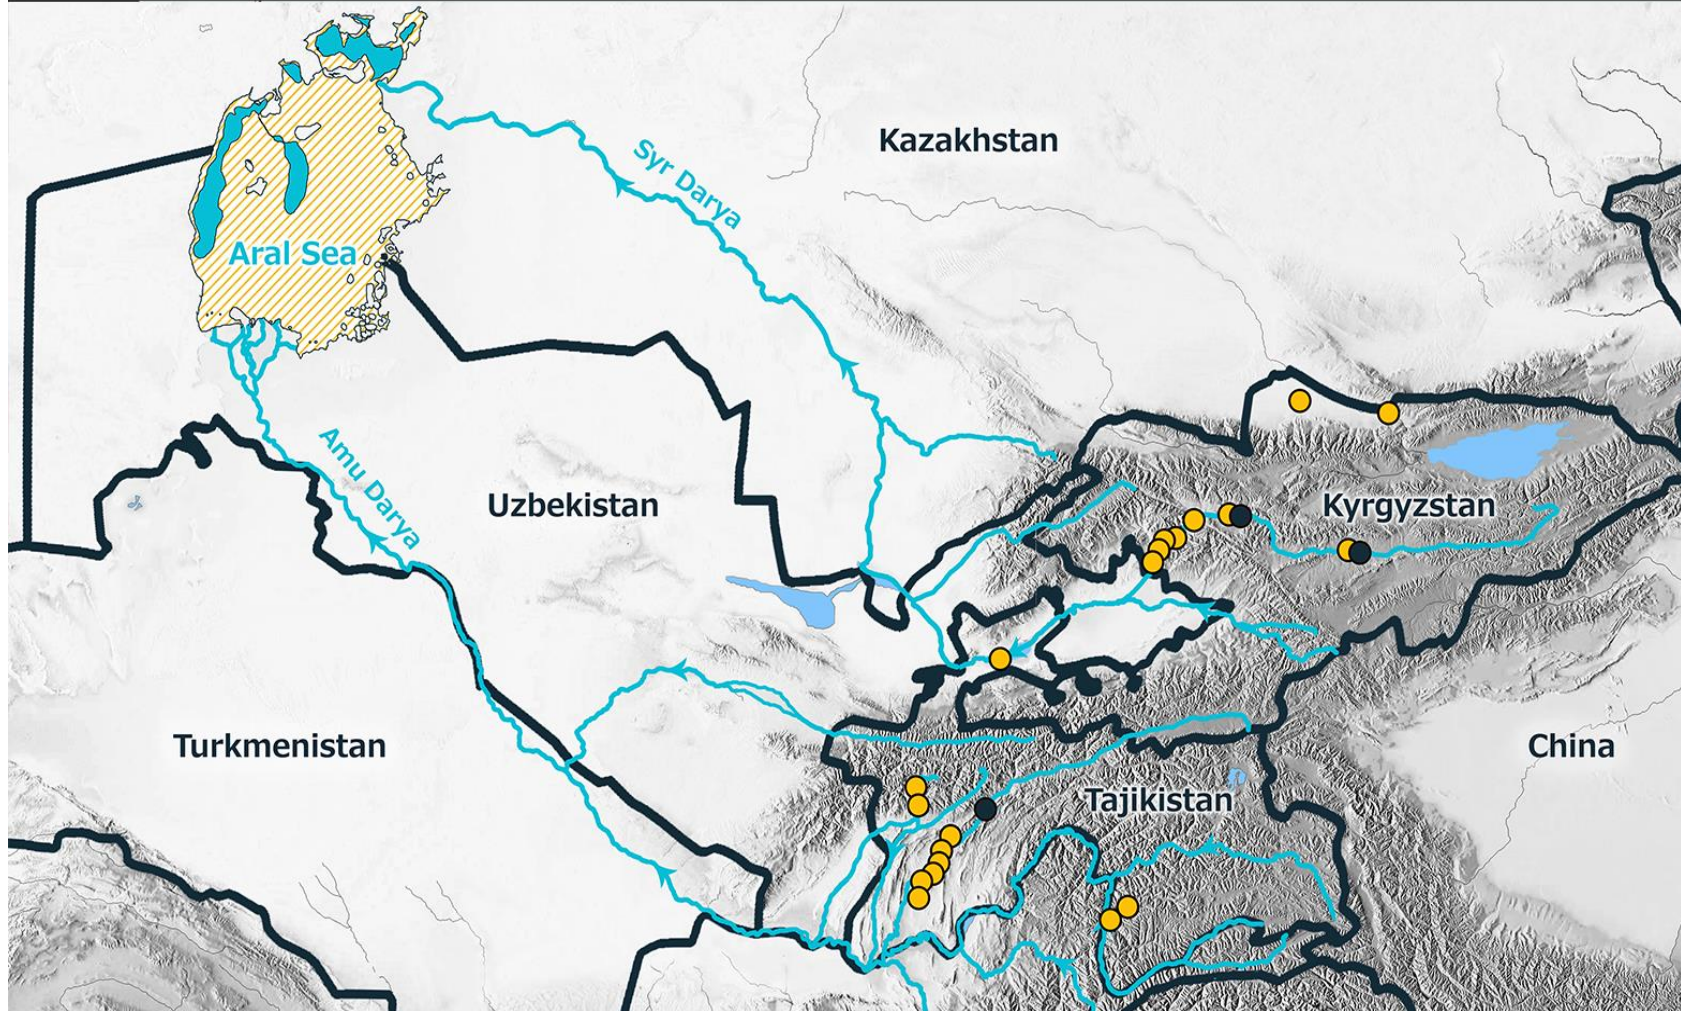 Kazakhstan
Syr Darya
Aral Sea
Amu Darya
Uzbekistan
Kyrgyzstan
Turkmenistan
China
Tajikistan